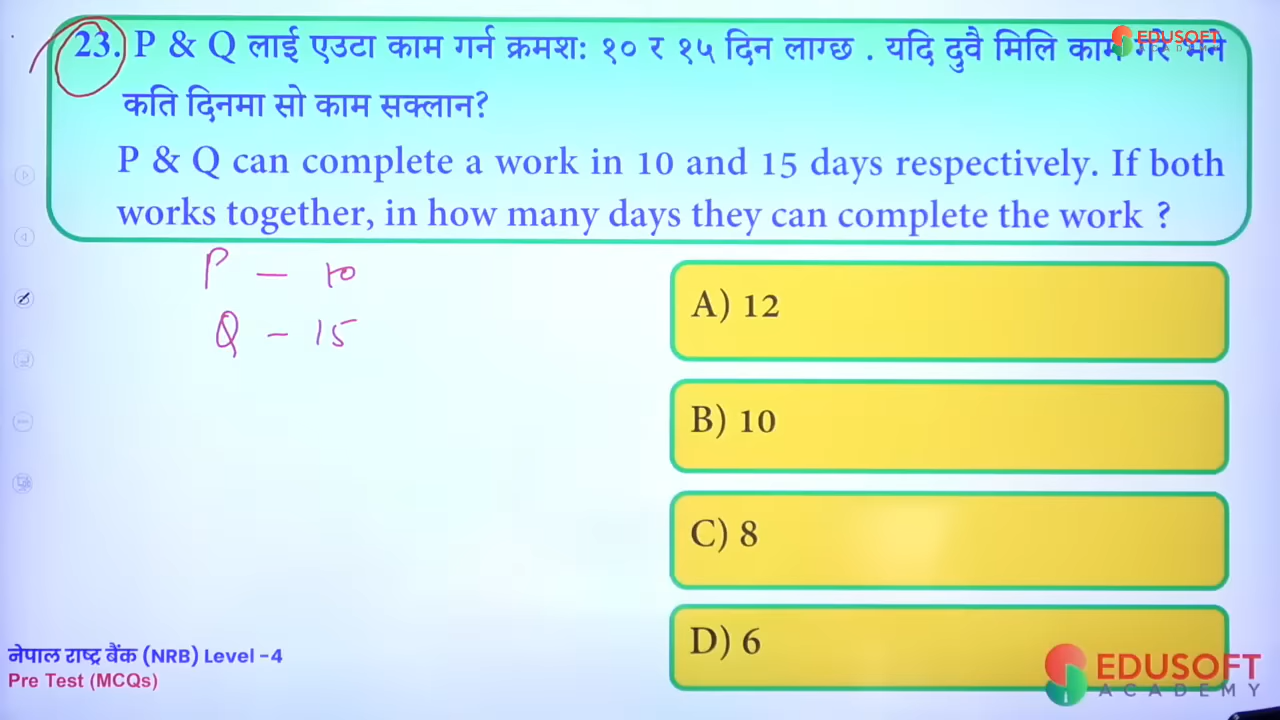 23. P & Q लाई एउटा काम गर्न क्रमशः १० र १५ दिन लाग्छ . यदि दुवै मिलि काम गरे भने
कति दिनमा सो काम सक्लान?
P & Q can complete a work in 10 and 15 days respectively. If both
works together, in how many days they can complete the work ?
EDUSOFT
ACADEMY
P — 10
Q - 15
A) 12
B) 10
C) 8
D) 6
नेपाल राष्ट्र बैंक (NRB) Level -4
Pre Test (MCQs)
EDUSOFT
ACADEMY